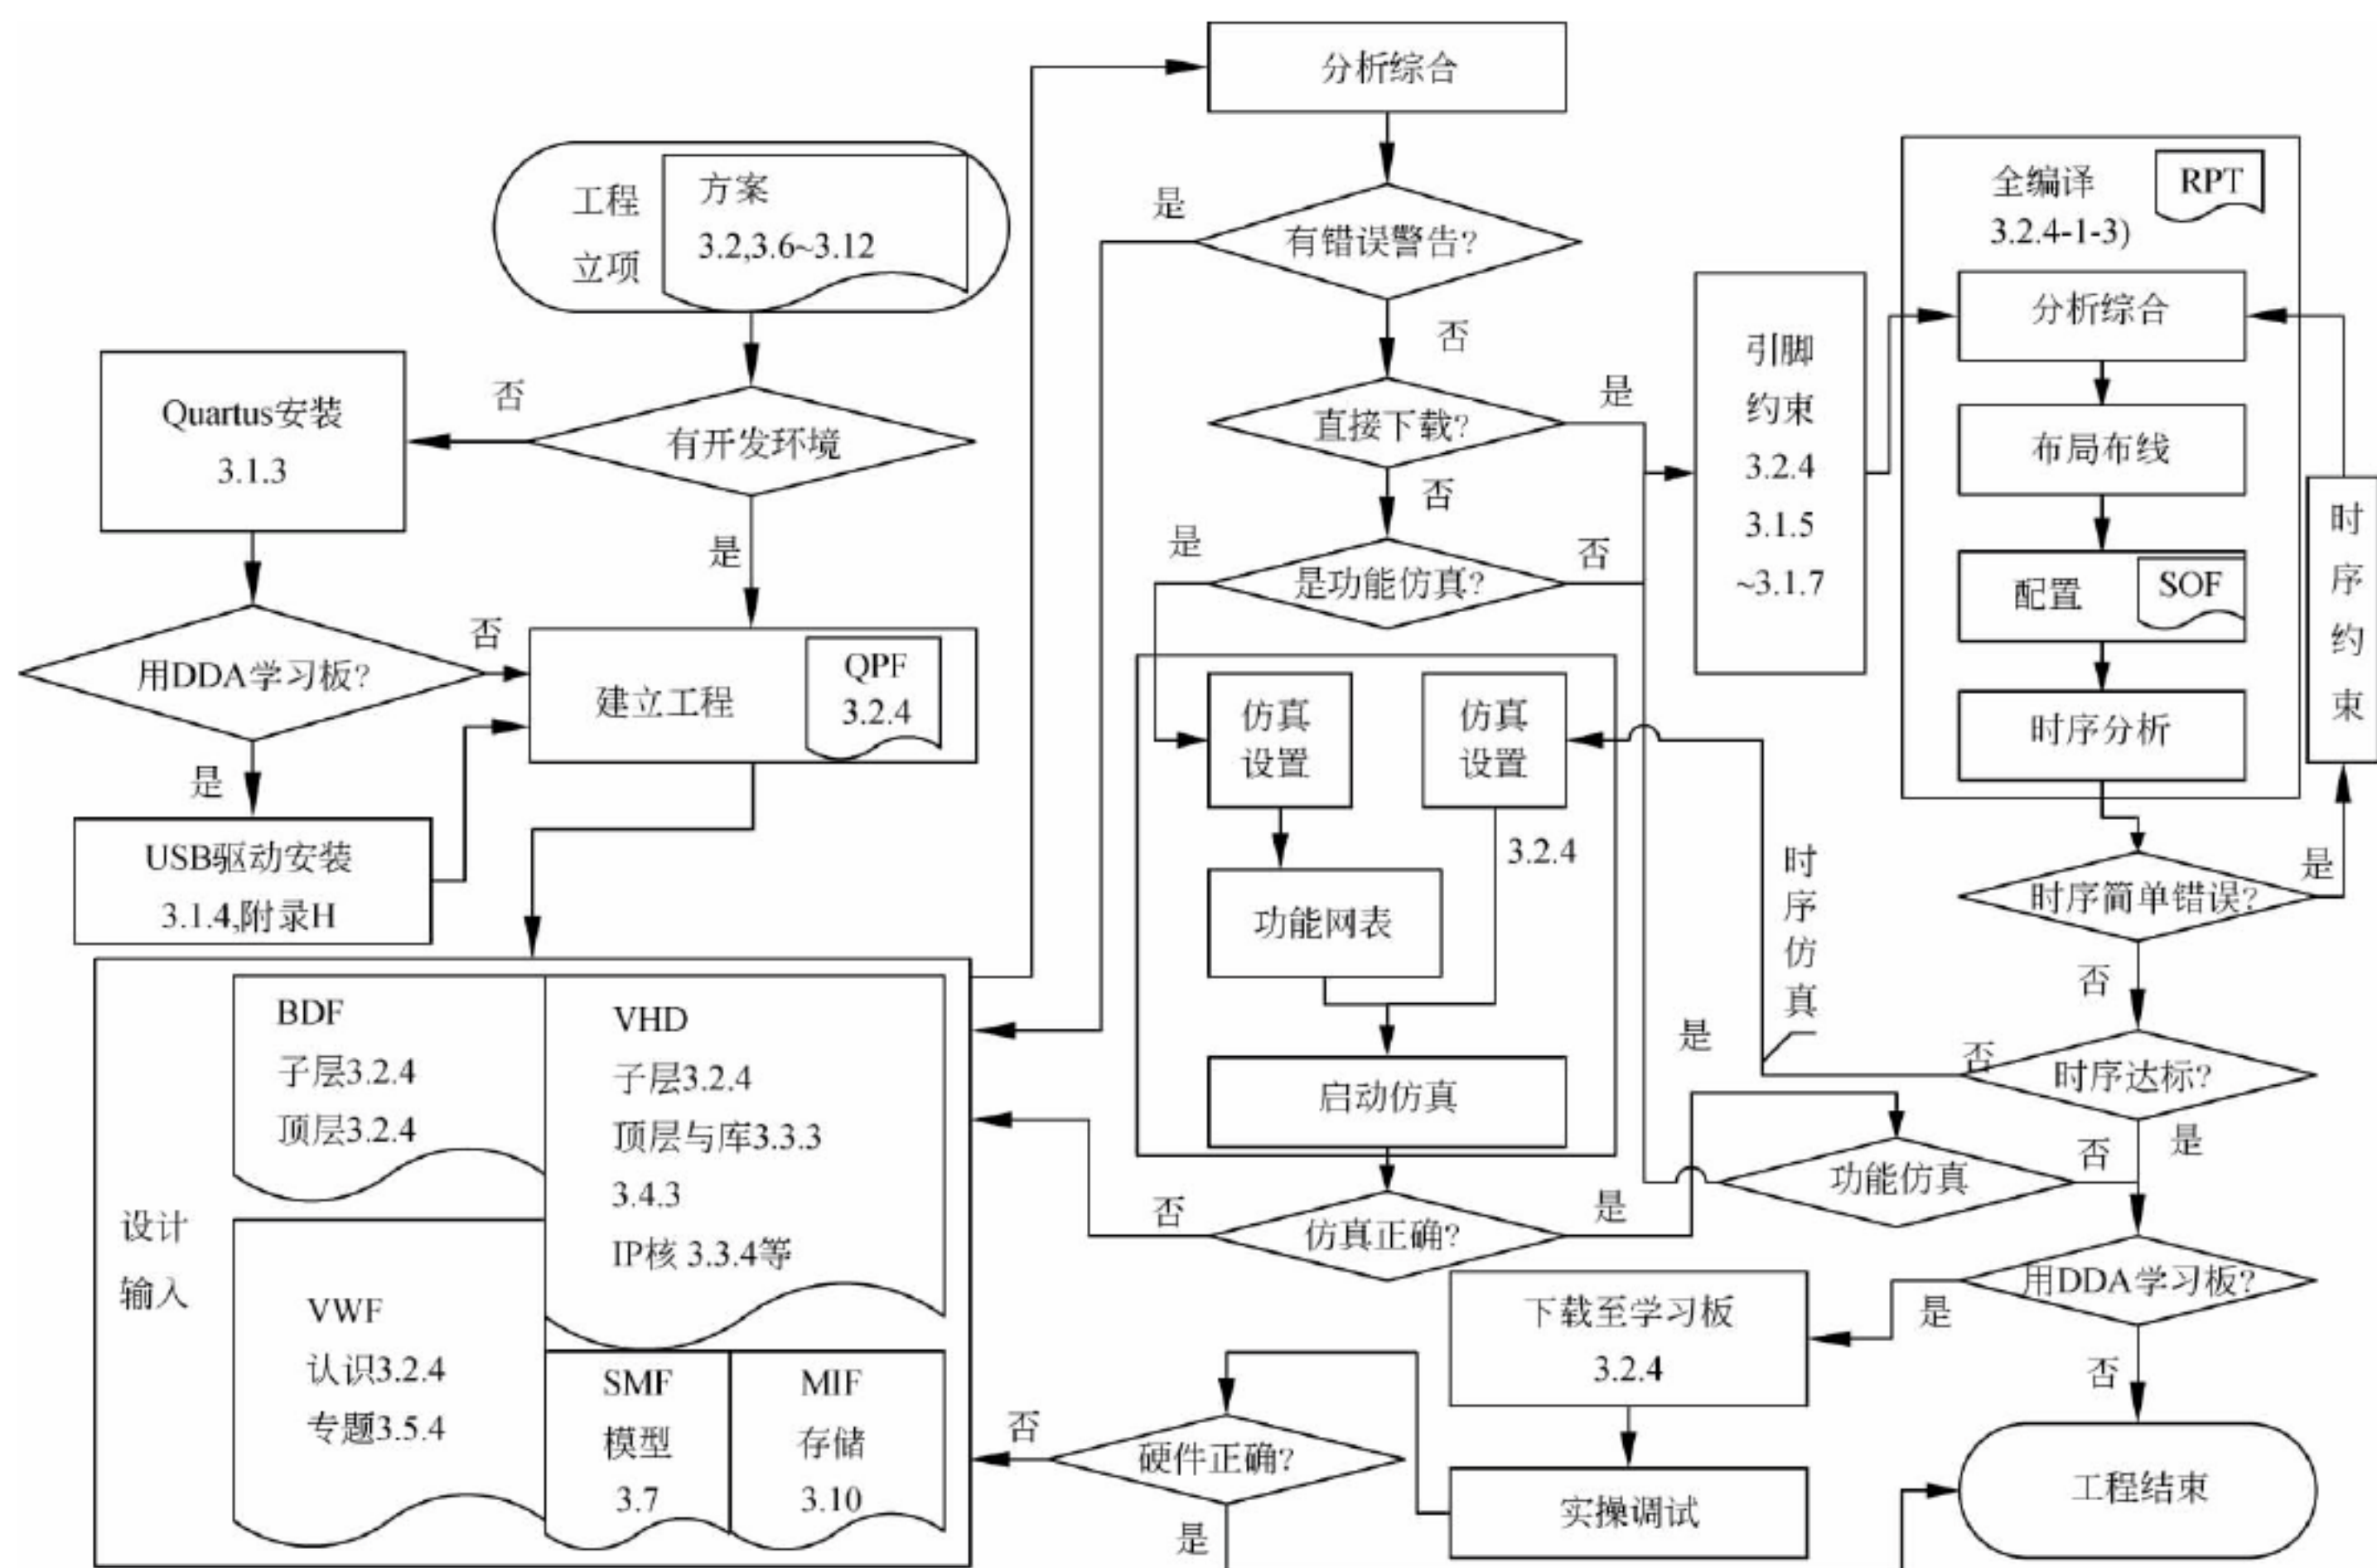 工程
立项
方案
3.2,3.6~3.12
有开发环境
否
是
Quartus安装
3.1.3
用DDA学习板?
否
是
USB驱动安装
3.1.4,附录H
建立工程
QPF
3.2.4
设计
输入
BDF
子层3.2.4
顶层3.2.4
VHD
子层3.2.4
顶层与库3.3.3
3.4.3
IP核 3.3.4等
VWF
认识3.2.4
专题3.5.4
SMF
模型
3.7
MIF
存储
3.10
分析综合
有错误警告?
是
否
直接下载?
是
否
是功能仿真?
是
否
仿真
设置
仿真
设置
3.2.4
功能网表
启动仿真
仿真正确?
否
是
引脚
约束
3.2.4
3.1.5
~3.1.7
全编译
3.2.4-1-3)
RPT
分析综合
布局布线
配置
SOF
时序分析
时
序
约
束
时序简单错误?
是
否
时序达标?
否
是
时
序
仿
真
功能仿真
是
否
用DDA学习板?
是
否
下载至学习板
3.2.4
实操调试
硬件正确?
否
是
工程结束